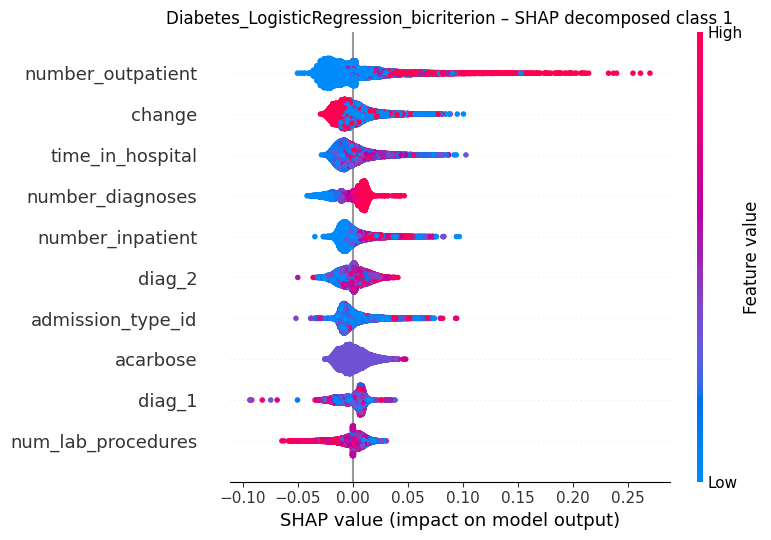 Diabetes_LogisticRegression_bicriterion – SHAP decomposed class 1
High
number_outpatient
change
time_in_hospital
number_diagnoses
number_inpatient
diag_2
admission_type_id
acarbose
diag_1
num_lab_procedures
Feature value
Low
−0.10 −0.05 0.00 0.05 0.10 0.15 0.20 0.25
SHAP value (impact on model output)